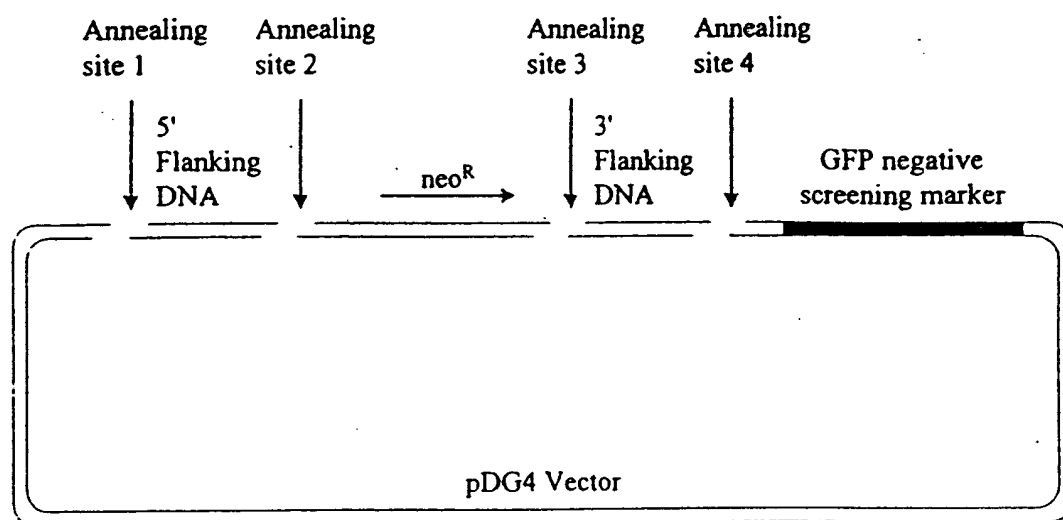 Annealing
site 1
Annealing
site 2
Annealing
site 3
Annealing
site 4
5'
Flanking
DNA
neoR
3'
Flanking
DNA
GFP negative
screening marker
pDG4 Vector